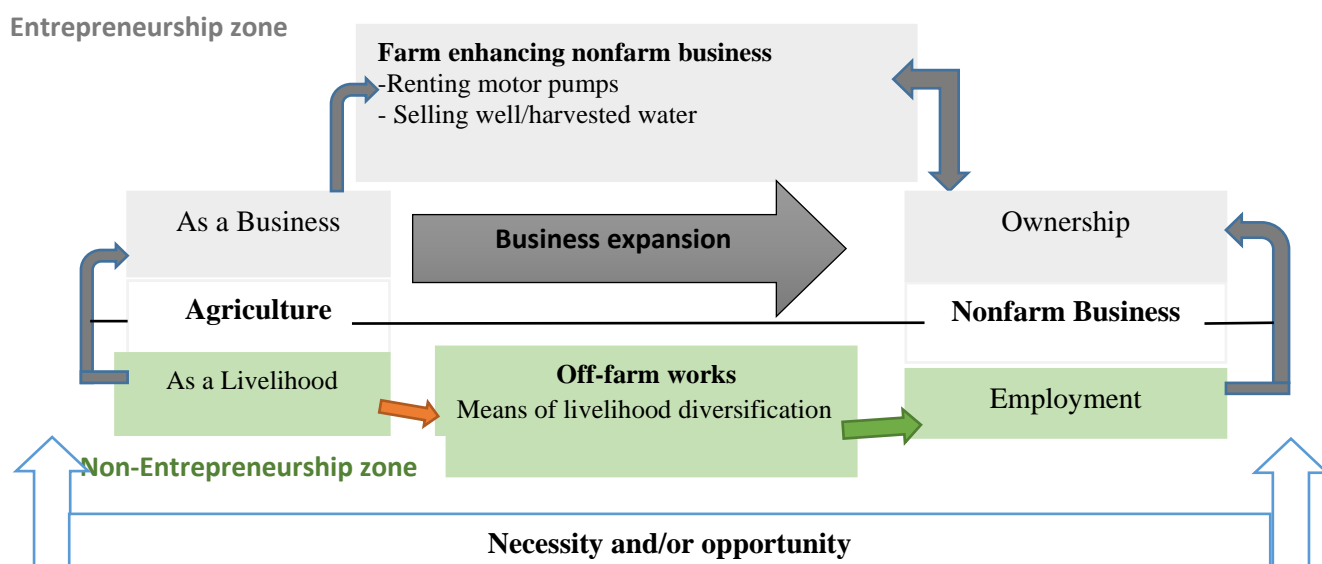 Entrepreneurship zone
Farm enhancing nonfarm business
-Renting motor pumps
- Selling well/harvested water
As a Business
Business expansion
Ownership
Agriculture
Nonfarm Business
As a Livelihood
Off-farm works
Means of livelihood diversification
Employment
Non-Entrepreneurship zone
Necessity and/or opportunity